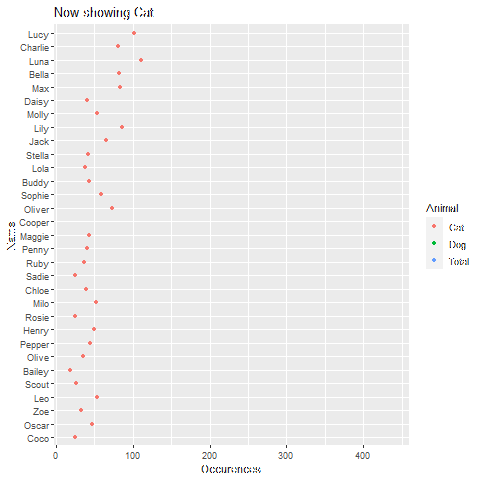 Now showing Cat
Lucy
Charlie
Luna
Bella
Max
Daisy
Molly
Lily
Jack
Stella
Lola
Buddy
Sophie
Oliver
Cooper
Maggie
Penny
Ruby
Sadie
Chloe
Milo
Rosie
Henry
Pepper
Olive
Bailey
Scout
Leo
Zoe
Oscar
Coco
0 100 200 300 400
Occurences
Animal
Cat
Dog
Total